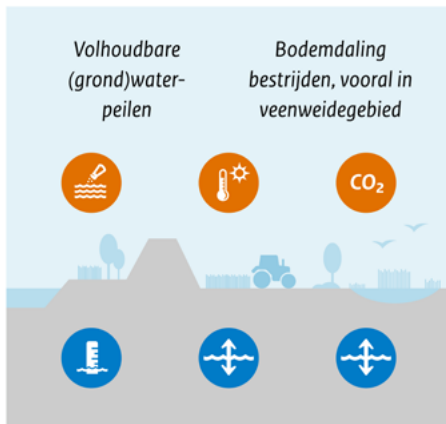 Volhoudbare
(grond)water-
peilen
Bodemdaling
bestrijden, vooral in
veenweidegebied
CO₂